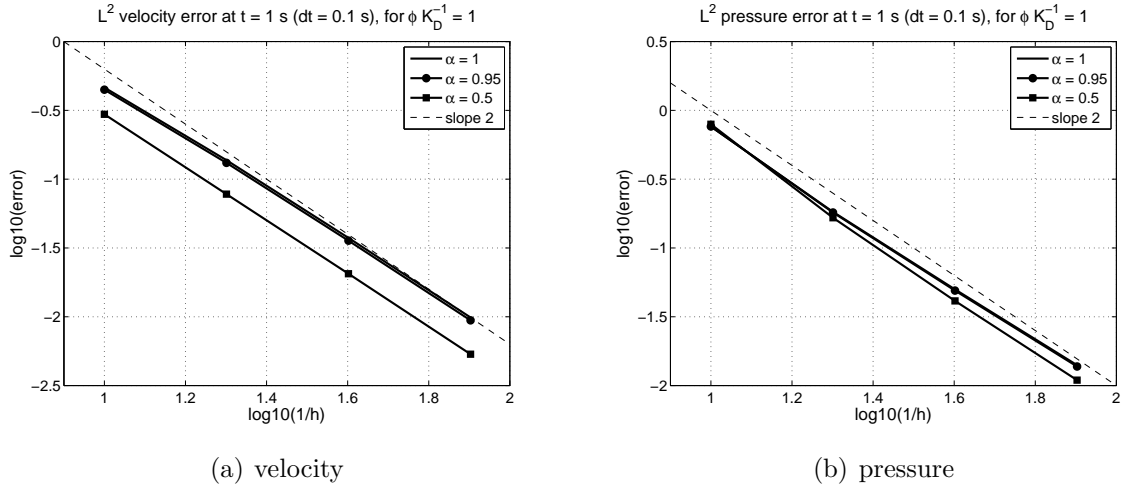 L² velocity error at t = 1 s (dt = 0.1 s), for ϕ K_D^{-1} = 1
0
−0.5
−1
−1.5
−2
−2.5
log10(error)
1
1.2
1.4
1.6
1.8
2
log10(1/h)
α = 1
α = 0.95
α = 0.5
slope 2
(a) velocity
L² pressure error at t = 1 s (dt = 0.1 s), for ϕ K_D^{-1} = 1
0.5
0
−0.5
−1
−1.5
−2
log10(error)
1
1.2
1.4
1.6
1.8
2
log10(1/h)
α = 1
α = 0.95
α = 0.5
slope 2
(b) pressure